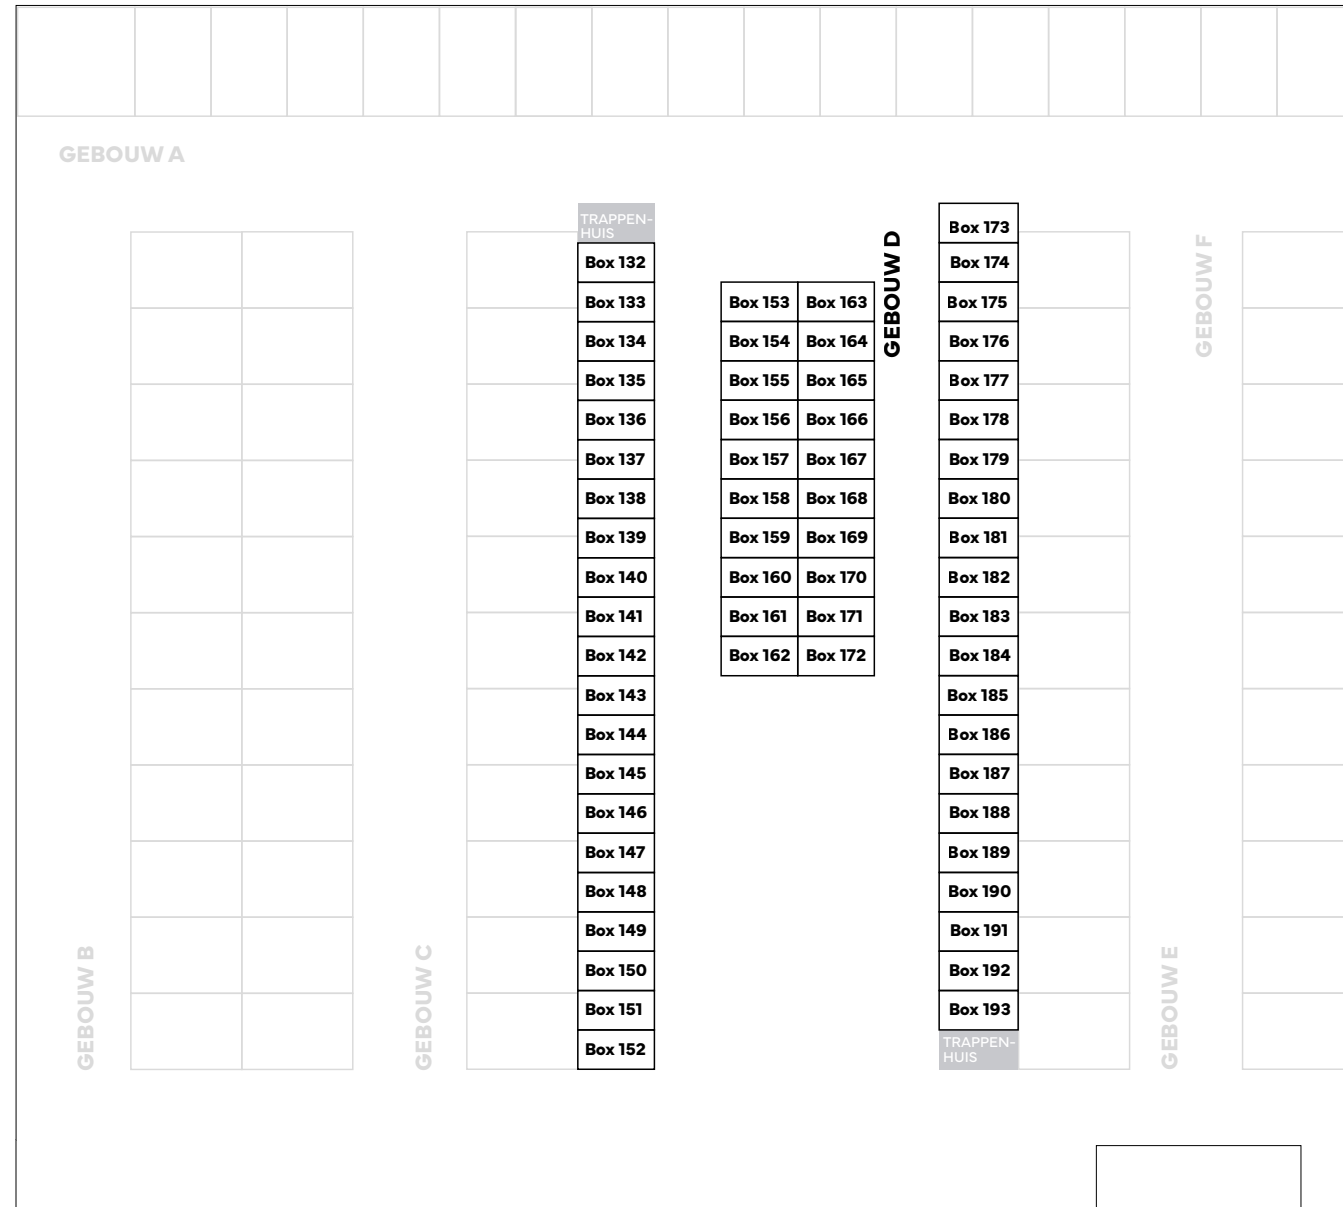 GEBOUW A
GEBOUW B
GEBOUW C
TRAPPEN-
HUIS
Box 132
Box 133
Box 134
Box 135
Box 136
Box 137
Box 138
Box 139
Box 140
Box 141
Box 142
Box 143
Box 144
Box 145
Box 146
Box 147
Box 148
Box 149
Box 150
Box 151
Box 152
Box 153
Box 154
Box 155
Box 156
Box 157
Box 158
Box 159
Box 160
Box 161
Box 162
Box 163
Box 164
Box 165
Box 166
Box 167
Box 168
Box 169
Box 170
Box 171
Box 172
GEBOUW D
Box 173
Box 174
Box 175
Box 176
Box 177
Box 178
Box 179
Box 180
Box 181
Box 182
Box 183
Box 184
Box 185
Box 186
Box 187
Box 188
Box 189
Box 190
Box 191
Box 192
Box 193
TRAPPEN-
HUIS
GEBOUW E
GEBOUW F